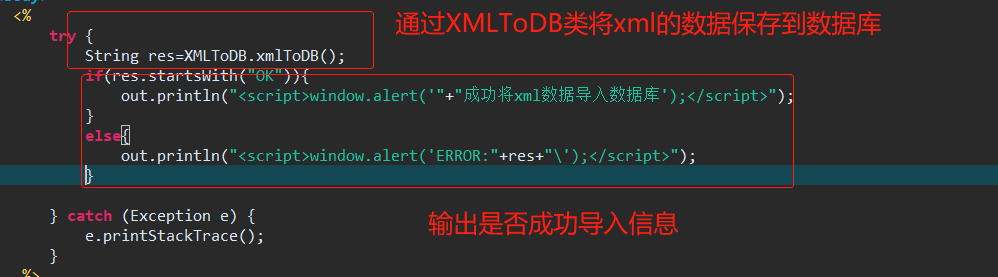 <%
通过XMLToDB类将xml的数据保存到数据库
try {
String res=XMLToDB.xmlToDB();
if(res.startsWith("OK")){
out.println("<script>window.alert('"+"成功将xml数据导入数据库');</script>");
}
else{
out.println("<script>window.alert('ERROR:"+res+"\');</script>");
}
} catch (Exception e) {
输出是否成功导入信息
e.printStackTrace();
}
%>